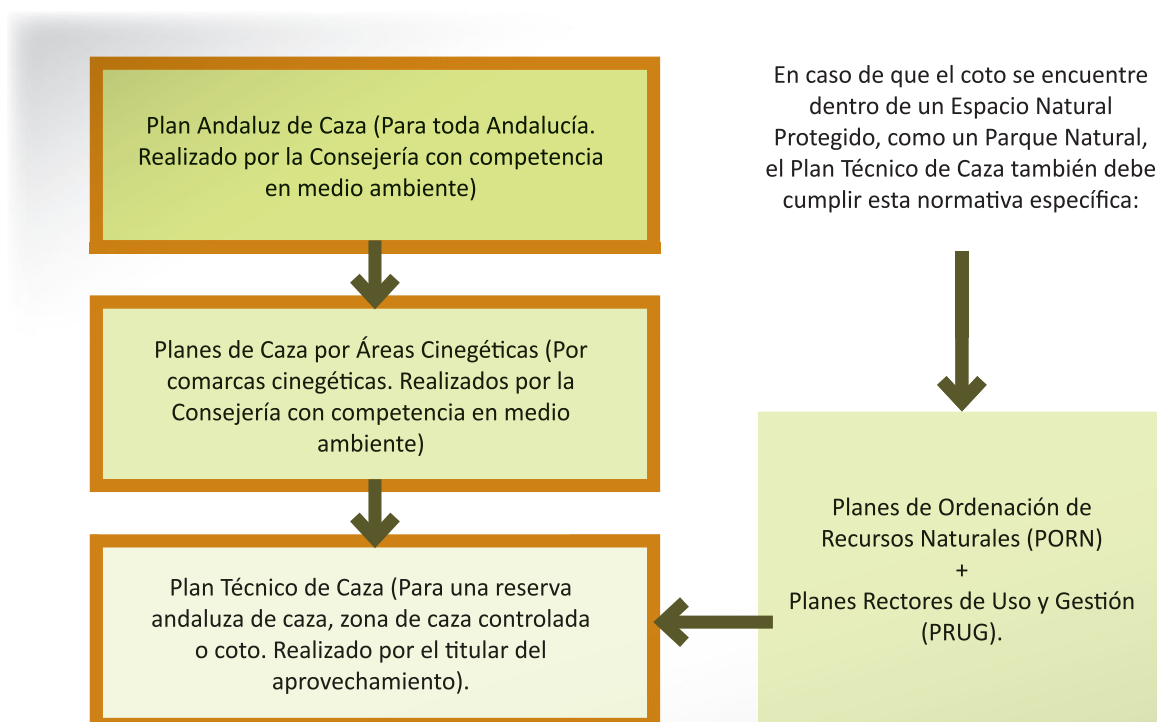 Plan Andaluz de Caza (Para toda Andalucía.
Realizado por la Consejería con competencia
en medio ambiente)
Planes de Caza por Áreas Cinegéticas (Por
comarcas cinegéticas. Realizados por la
Consejería con competencia en medio
ambiente)
Plan Técnico de Caza (Para una reserva
andaluza de caza, zona de caza controlada
o coto. Realizado por el titular del
aprovechamiento).
En caso de que el coto se encuentre
dentro de un Espacio Natural
Protegido, como un Parque Natural,
el Plan Técnico de Caza también debe
cumplir esta normativa específica:
Planes de Ordenación de
Recursos Naturales (PORN)
+
Planes Rectores de Uso y Gestión
(PRUG).